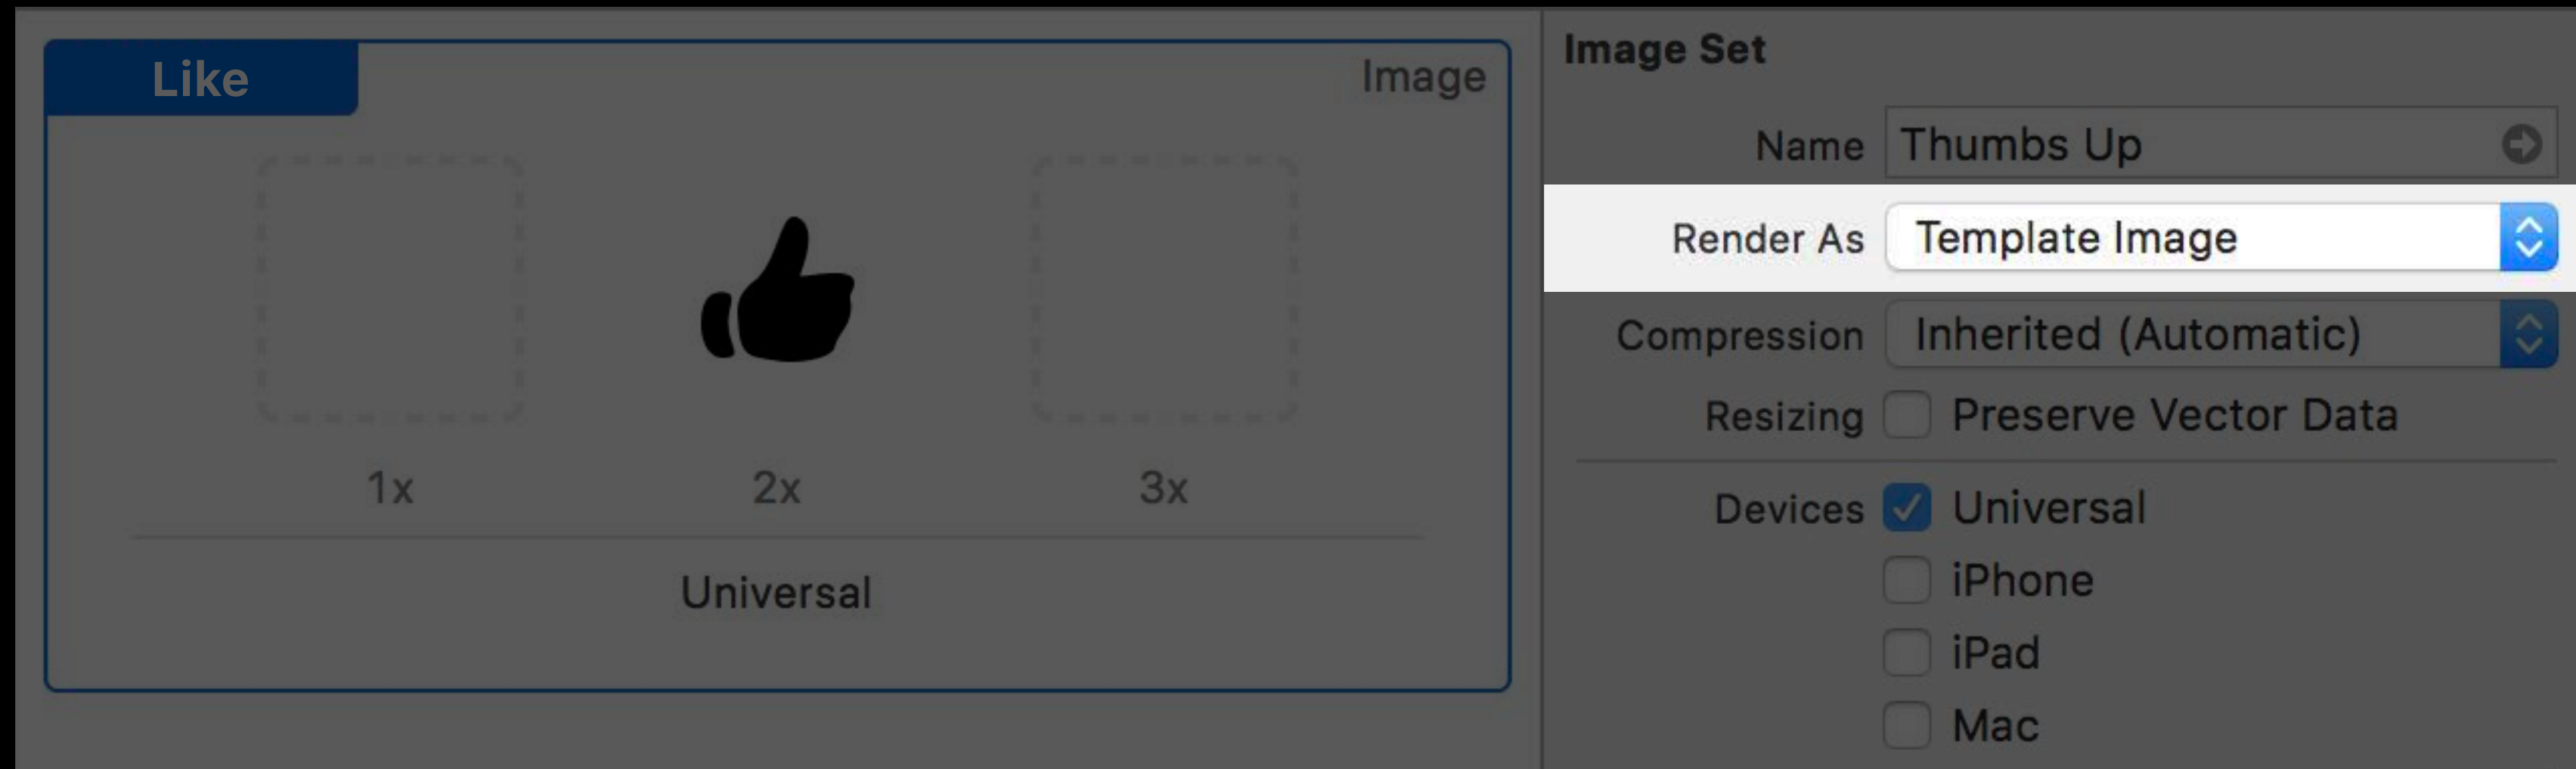 Like
Image
1x 2x 3x
Universal
Image Set
Name Thumbs Up
Render As Template Image
Compression Inherited (Automatic)
Resizing Preserve Vector Data
Devices Universal
iPhone
iPad
Mac